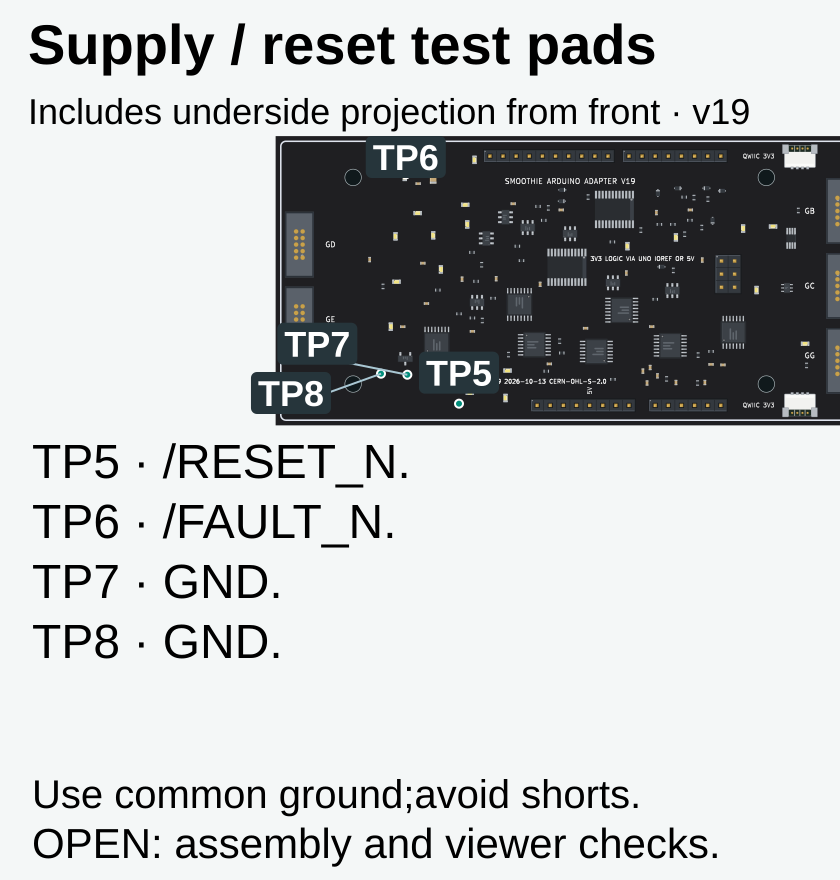 Supply / reset test pads
Includes underside projection from front · v19
TP6
QWIIC 3V3
SMOOTHIE ARDUINO ADAPTER V19
GB
GD
3V3 LOGIC VIA UNO IOREF OR 5V
GC
GE
TP7
GG
TP5
TP8
9 2026-10-13 CERN-OHL-S-2.0
5V
QWIIC 3V3
TP5 · /RESET_N.
TP6 · /FAULT_N.
TP7 · GND.
TP8 · GND.
Use common ground;avoid shorts.
OPEN: assembly and viewer checks.